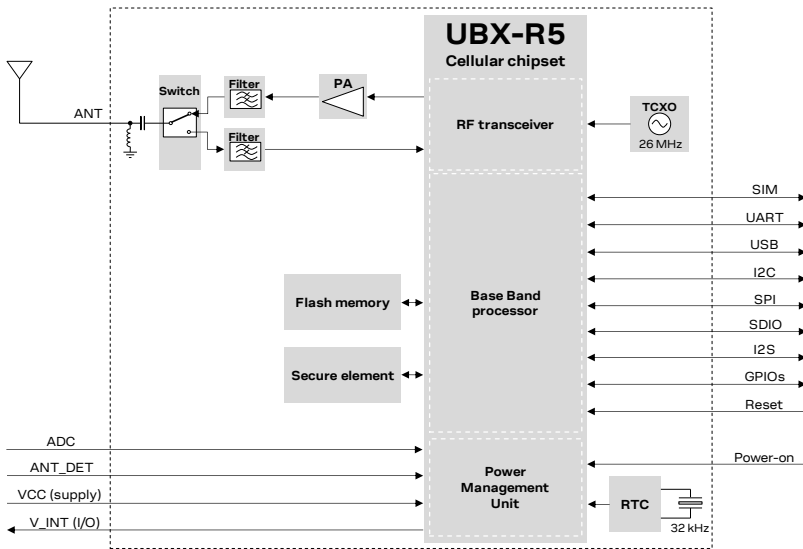 UBX-R5
Cellular chipset
Switch
Filter
PA
TCXO
ANT
RF transceiver
26 MHz
Filter
SIM
UART
USB
I2C
Flash memory
Base Band
processor
SPI
SDIO
I2S
Secure element
GPIOs
Reset
ADC
ANT_DET
Power-on
Power
Management
Unit
VCC (supply)
RTC
V_INT (I/O)
32 kHz